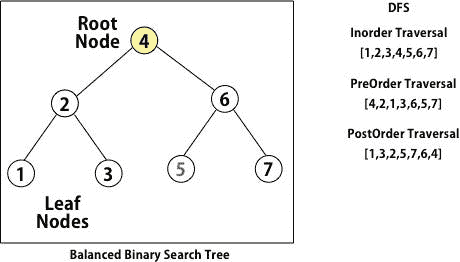 Root
Node
4
2
6
1
3
5
7
Leaf
Nodes
Balanced Binary Search Tree
DFS
Inorder Traversal
[1,2,3,4,5,6,7]
PreOrder Traversal
[4,2,1,3,6,5,7]
PostOrder Traversal
[1,3,2,5,7,6,4]